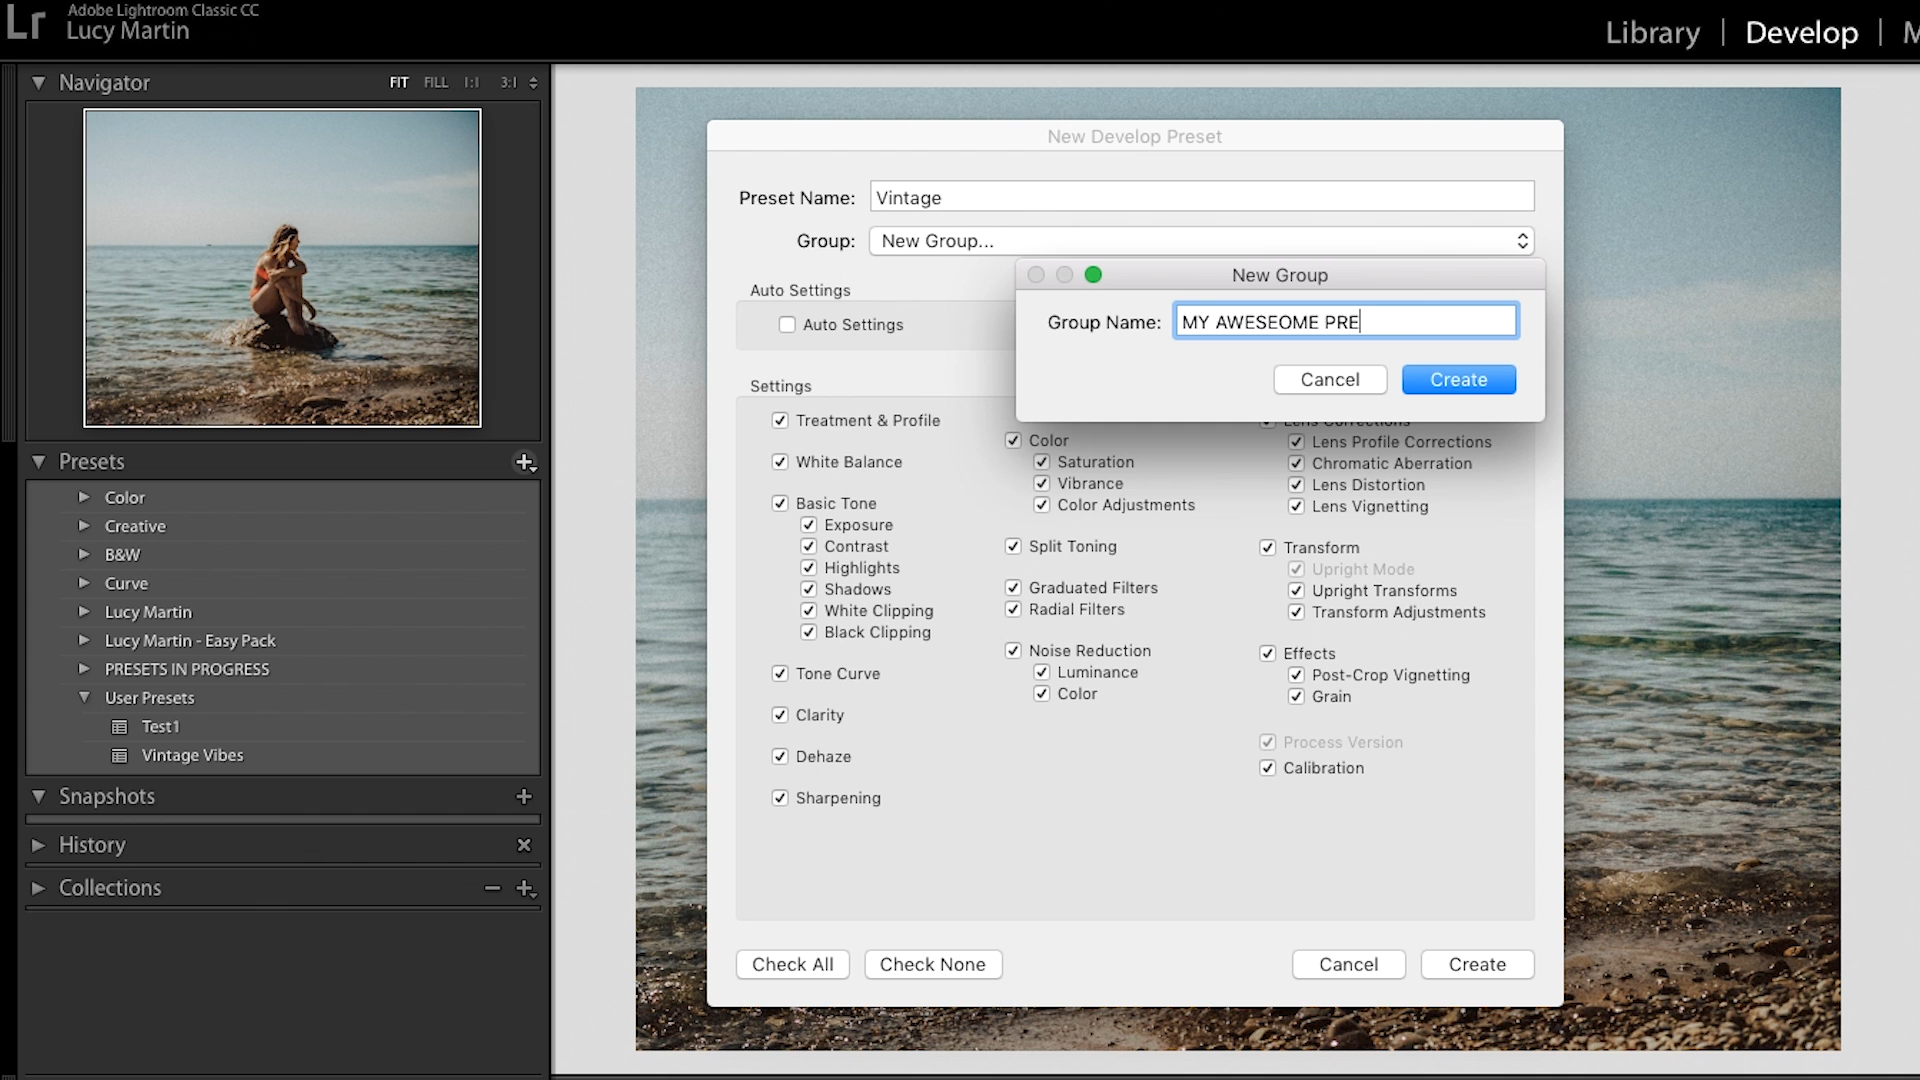 Lr
Adobe Lightroom Classic CC
Lucy Martin
Library | Develop | M
Navigator
FIT FILL 1:1 3:1
Presets
Color
Creative
B&W
Curve
Lucy Martin
Lucy Martin - Easy Pack
PRESETS IN PROGRESS
User Presets
Test1
Vintage Vibes
Snapshots
History
Collections
New Develop Preset
Preset Name: Vintage
Group: New Group...
New Group
Group Name: MY AWESEOME PRE
Cancel Create
Auto Settings
Auto Settings
Settings
Treatment & Profile
White Balance
Basic Tone
Exposure
Contrast
Highlights
Shadows
White Clipping
Black Clipping
Tone Curve
Clarity
Dehaze
Sharpening
Color
Saturation
Vibrance
Color Adjustments
Split Toning
Graduated Filters
Radial Filters
Noise Reduction
Luminance
Color
Lens Corrections
Lens Profile Corrections
Chromatic Aberration
Lens Distortion
Lens Vignetting
Transform
Upright Mode
Upright Transforms
Transform Adjustments
Effects
Post-Crop Vignetting
Grain
Process Version
Calibration
Check All Check None Cancel Create